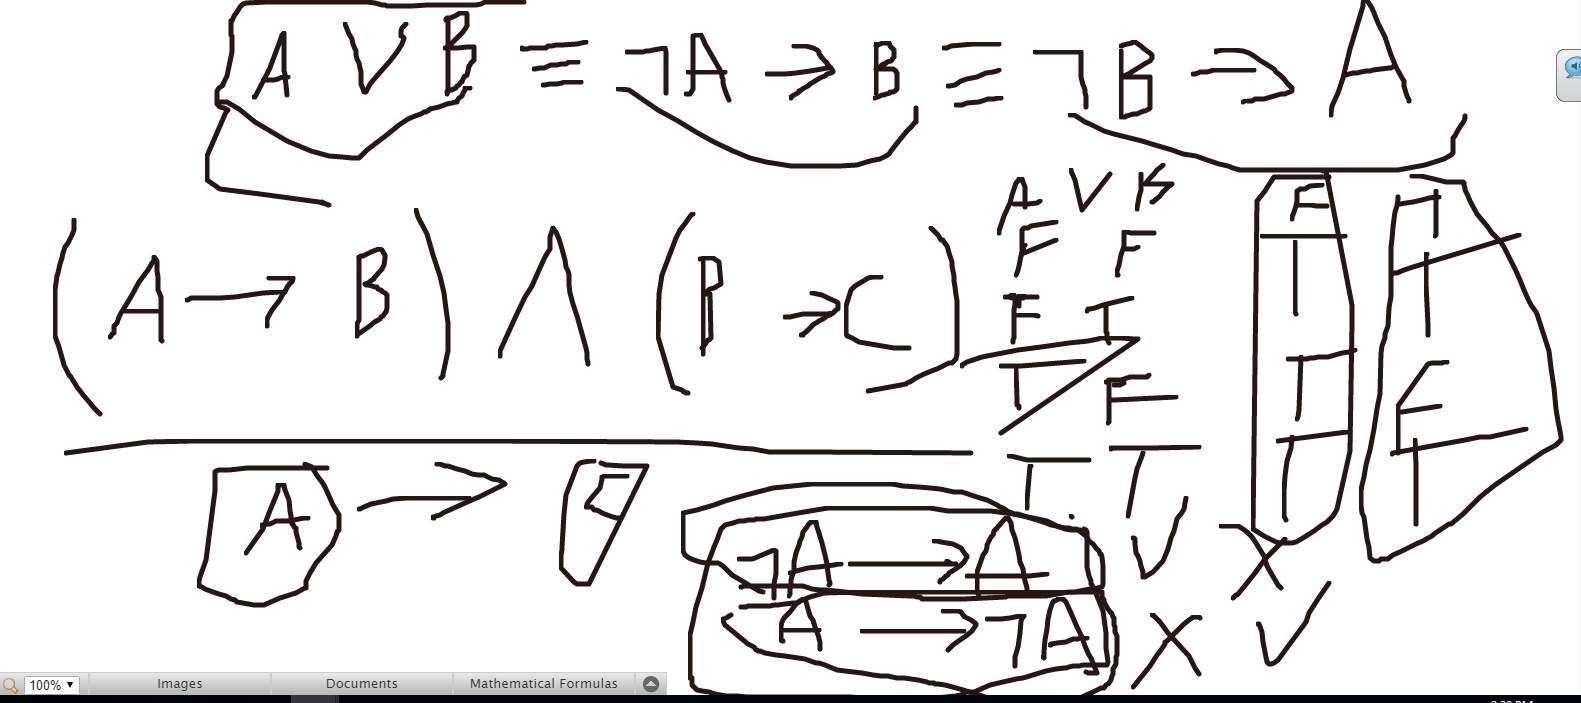 A V B ≡ ¬A → B ≡ ¬B → A
(A → B) ∧ (B → C)
A V B
F F F T
F T T T
T F T F
T T T T
A → C
¬A → A V X
A → ¬A X V
100% Images Documents Mathematical Formulas